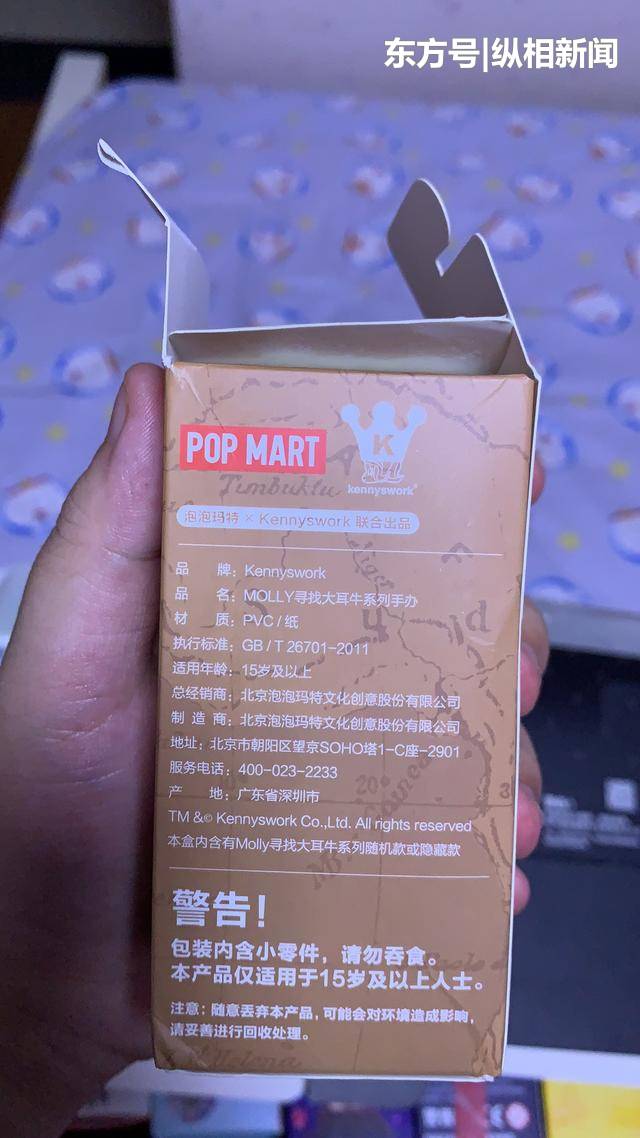 东方号|纵相新闻
POP MART
K
kennyswork
Timbuktu
泡泡玛特 × Kennyswork 联合出品
品 牌：Kennyswork
品 名：MOLLY寻找大耳牛系列手办
材 质：PVC / 纸
执行标准：GB / T 26701-2011
适用年龄：15岁及以上
总经销商：北京泡泡玛特文化创意股份有限公司
制 造 商：北京泡泡玛特文化创意股份有限公司
地址：北京市朝阳区望京SOHO塔1-C座-2901
服务电话：400-023-2233
产 地：广东省深圳市
TM &© Kennyswork Co.,Ltd. All rights reserved
本盒内含有Molly寻找大耳牛系列随机款或隐藏款
警告！
包装内含小零件，请勿吞食。
本产品仅适用于15岁及以上人士。
注意：随意丢弃本产品，可能会对环境造成影响，
请妥善进行回收处理。